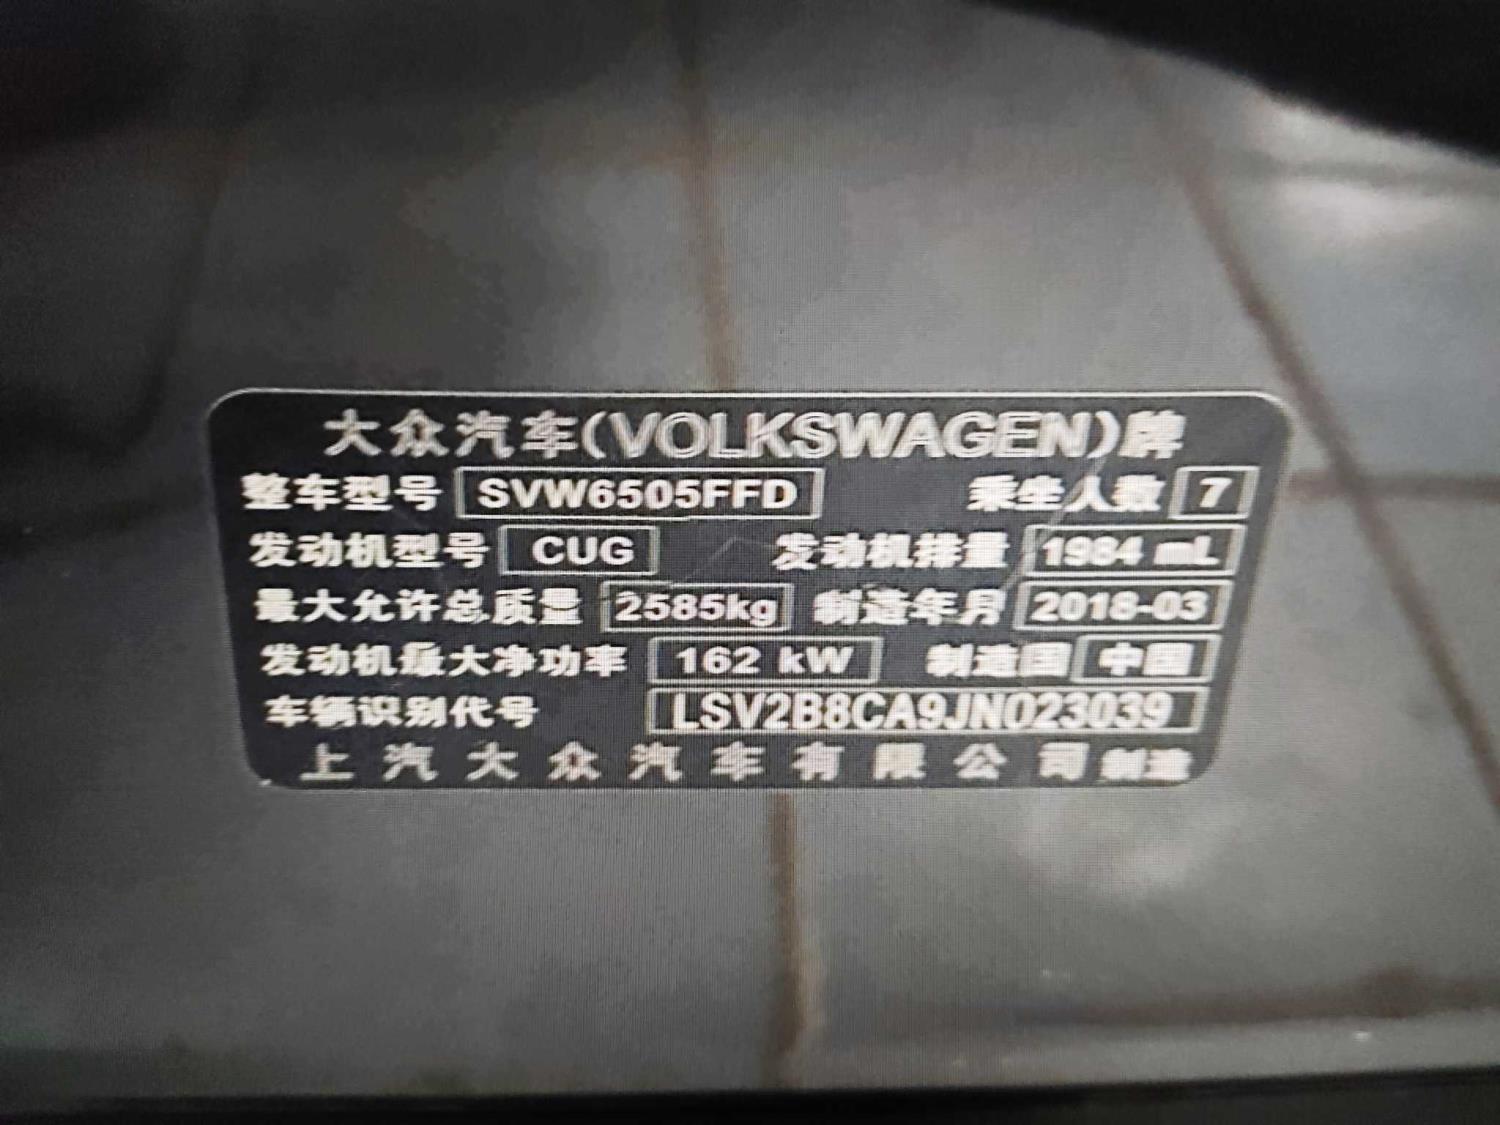 大众汽车(VOLKSWAGEN)牌
整车型号 SVW6505FFD 乘坐人数 7
发动机型号 CUG 发动机排量 1984 mL
最大允许总质量 2585kg 制造年月 2018-03
发动机最大净功率 162 kW 制造国 中国
车辆识别代号 LSV2B8CA9JN023039
上汽大众汽车有限公司制造